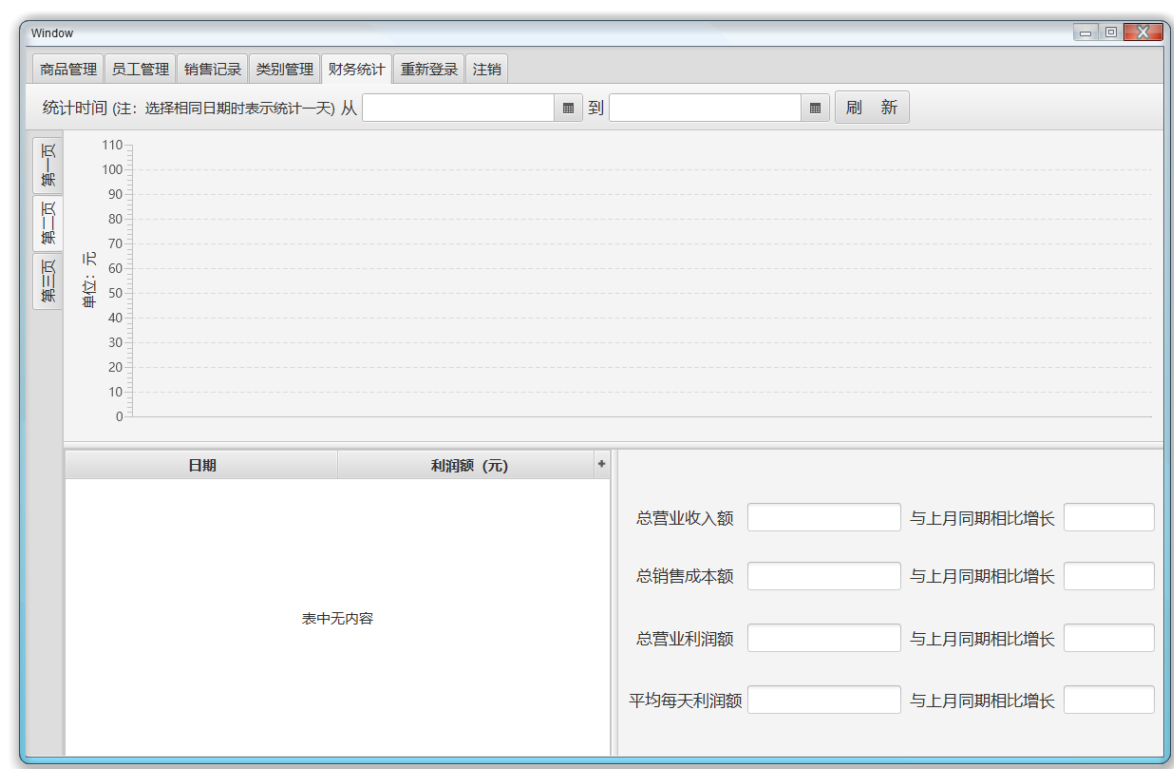 Window
商品管理 员工管理 销售记录 类别管理 财务统计 重新登录 注销
统计时间 (注：选择相同日期时表示统计一天) 从 到 刷 新
第一页
第二页
第三页
单位：元
110
100
90
80
70
60
50
40
30
20
10
0
日期 利润额（元） +
表中无内容
总营业收入额 与上月同期相比增长
总销售成本额 与上月同期相比增长
总营业利润额 与上月同期相比增长
平均每天利润额 与上月同期相比增长